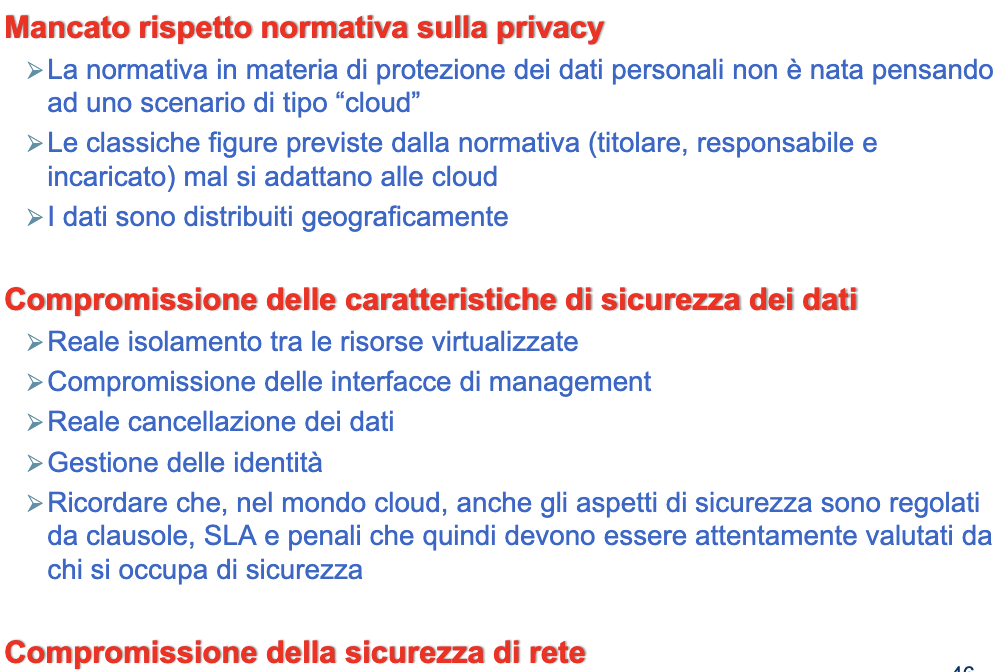 Mancato rispetto normativa sulla privacy
➢La normativa in materia di protezione dei dati personali non è nata pensando
ad uno scenario di tipo “cloud”
➢Le classiche figure previste dalla normativa (titolare, responsabile e
incaricato) mal si adattano alle cloud
➢I dati sono distribuiti geograficamente
Compromissione delle caratteristiche di sicurezza dei dati
➢Reale isolamento tra le risorse virtualizzate
➢Compromissione delle interfacce di management
➢Reale cancellazione dei dati
➢Gestione delle identità
➢Ricordare che, nel mondo cloud, anche gli aspetti di sicurezza sono regolati
da clausole, SLA e penali che quindi devono essere attentamente valutati da
chi si occupa di sicurezza
Compromissione della sicurezza di rete